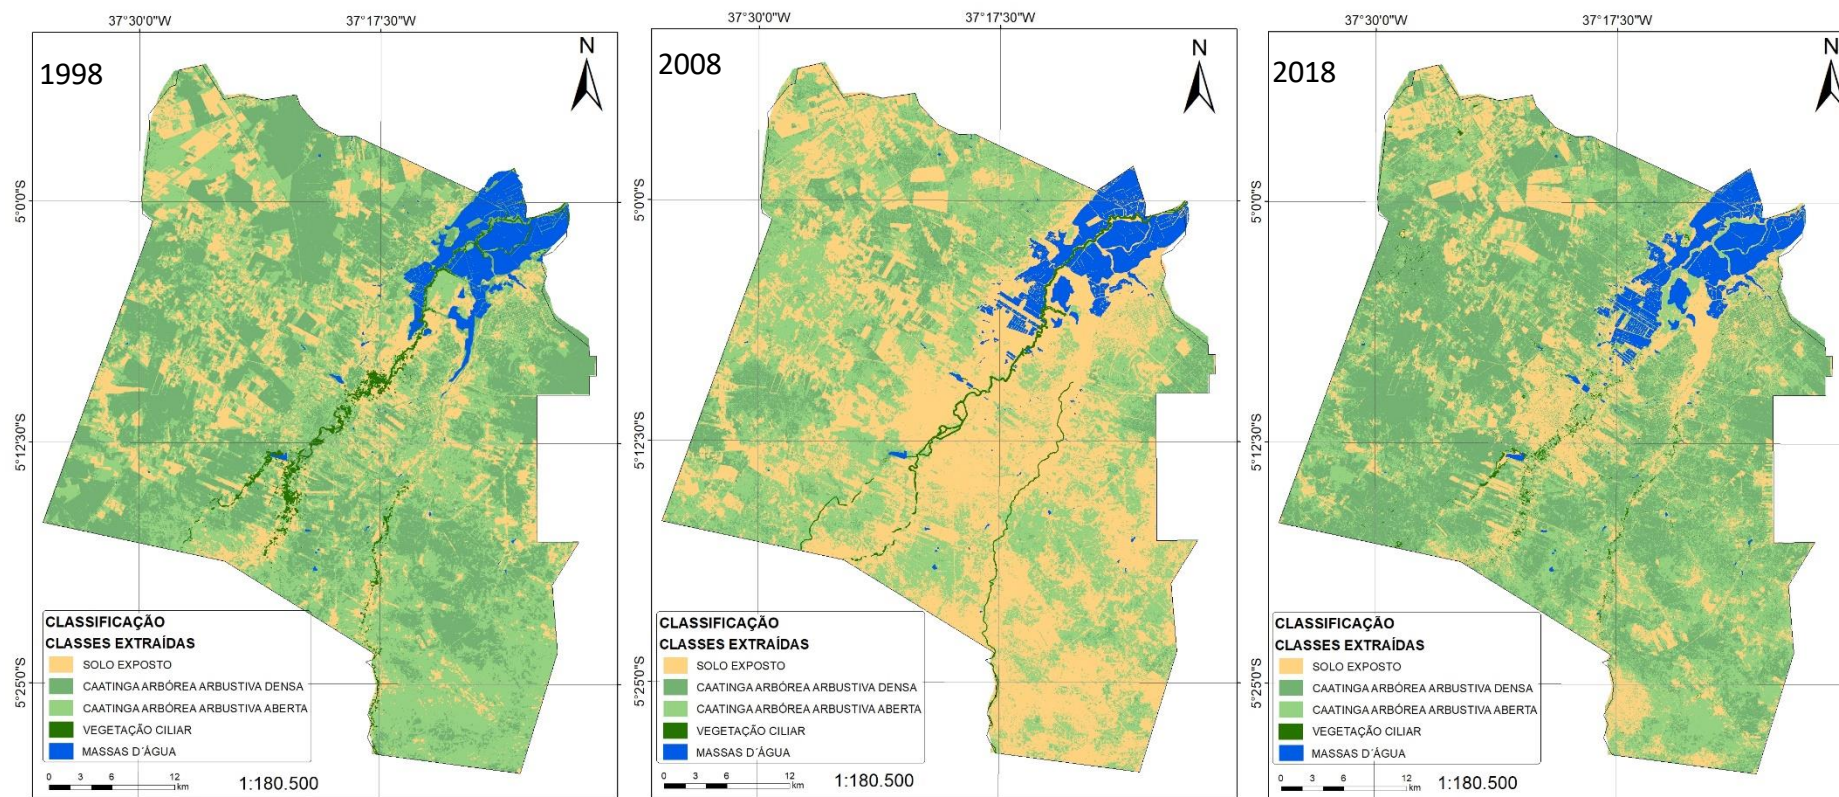 37°30'0"W
37°17'30"W
1998
N
5°0'0"S
5°12'30"S
5°25'0"S
CLASSIFICAÇÃO
CLASSES EXTRAÍDAS
SOLO EXPOSTO
CAATINGA ARBÓREA ARBUSTIVA DENSA
CAATINGA ARBÓREA ARBUSTIVA ABERTA
VEGETAÇÃO CILIAR
MASSAS D´ÁGUA
0 3 6 12
km
1:180.500
37°30'0"W
37°17'30"W
2008
N
5°0'0"S
5°12'30"S
5°25'0"S
CLASSIFICAÇÃO
CLASSES EXTRAÍDAS
SOLO EXPOSTO
CAATINGA ARBÓREA ARBUSTIVA DENSA
CAATINGA ARBÓREA ARBUSTIVA ABERTA
VEGETAÇÃO CILIAR
MASSAS D´ÁGUA
0 3 6 12
km
1:180.500
37°30'0"W
37°17'30"W
2018
N
5°0'0"S
5°12'30"S
5°25'0"S
CLASSIFICAÇÃO
CLASSES EXTRAÍDAS
SOLO EXPOSTO
CAATINGA ARBÓREA ARBUSTIVA DENSA
CAATINGA ARBÓREA ARBUSTIVA ABERTA
VEGETAÇÃO CILIAR
MASSAS D´ÁGUA
0 3 6 12
km
1:180.500